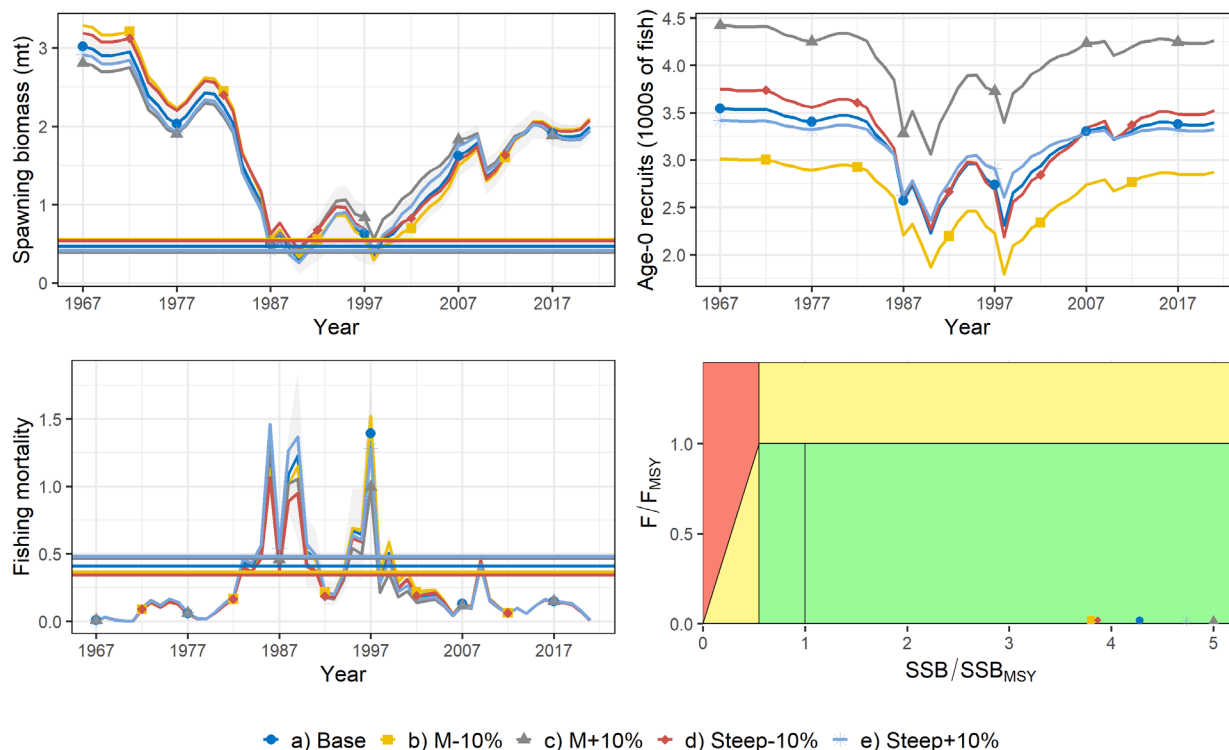 Spawning biomass (mt)
3
2
1
0
1967 1977 1987 1997 2007 2017
Year
Age-0 recruits (1000s of fish)
4.5
4.0
3.5
3.0
2.5
2.0
1967 1977 1987 1997 2007 2017
Year
Fishing mortality
1.5
1.0
0.5
0.0
1967 1977 1987 1997 2007 2017
Year
F/FMSY
1.0
0.5
0.0
0 1 2 3 4 5
SSB/SSBMSY
a) Base b) M-10% c) M+10% d) Steep-10% e) Steep+10%